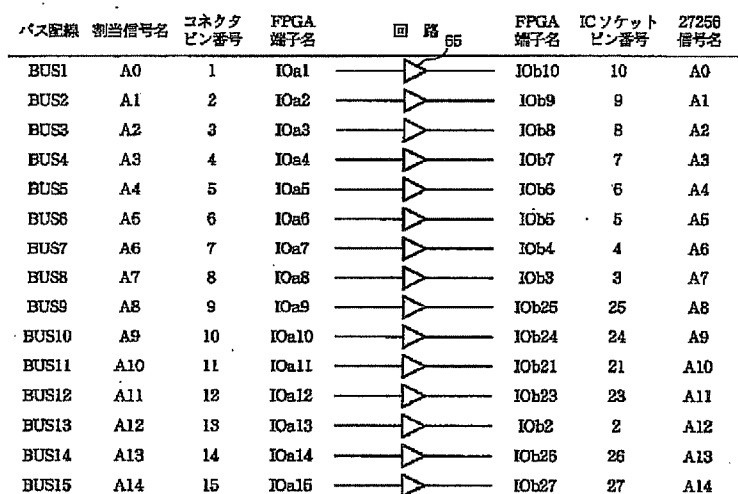 バス配線 割当信号名 コネクタピン番号 FPGA端子名 回 路 65 FPGA端子名 ICソケットピン番号 27256信号名
BUS1 A0 1 IOa1 IOb10 10 A0
BUS2 A1 2 IOa2 IOb9 9 A1
BUS3 A2 3 IOa3 IOb8 8 A2
BUS4 A3 4 IOa4 IOb7 7 A3
BUS5 A4 5 IOa5 IOb6 6 A4
BUS6 A5 6 IOa6 IOb5 5 A5
BUS7 A6 7 IOa7 IOb4 4 A6
BUS8 A7 8 IOa8 IOb3 3 A7
BUS9 A8 9 IOa9 IOb25 25 A8
BUS10 A9 10 IOa10 IOb24 24 A9
BUS11 A10 11 IOa11 IOb21 21 A10
BUS12 A11 12 IOa12 IOb23 23 A11
BUS13 A12 13 IOa13 IOb2 2 A12
BUS14 A13 14 IOa14 IOb26 26 A13
BUS15 A14 15 IOa15 IOb27 27 A14